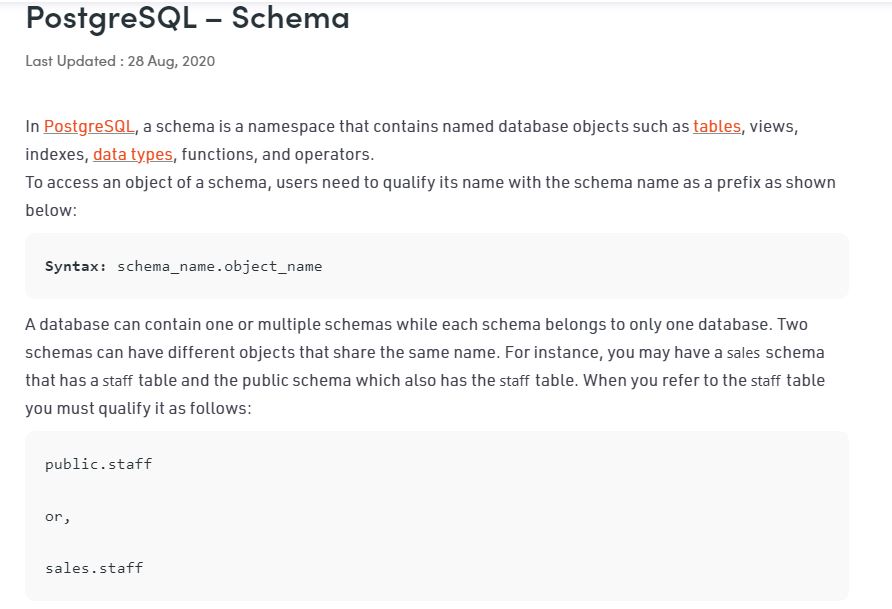 PostgreSQL – Schema
Last Updated : 28 Aug, 2020
In PostgreSQL, a schema is a namespace that contains named database objects such as tables, views,
indexes, data types, functions, and operators.
To access an object of a schema, users need to qualify its name with the schema name as a prefix as shown
below:
Syntax: schema_name.object_name
A database can contain one or multiple schemas while each schema belongs to only one database. Two
schemas can have different objects that share the same name. For instance, you may have a sales schema
that has a staff table and the public schema which also has the staff table. When you refer to the staff table
you must qualify it as follows:
public.staff
or,
sales.staff